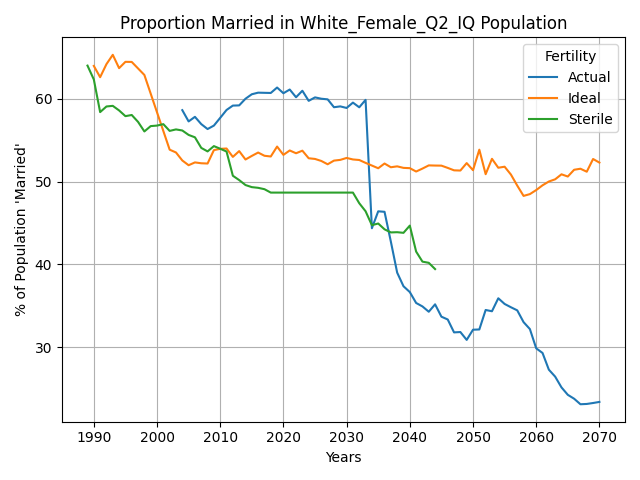 Proportion Married in White_Female_Q2_IQ Population
Fertility
Actual
Ideal
Sterile
% of Population 'Married'
60
50
40
30
1990 2000 2010 2020 2030 2040 2050 2060 2070
Years